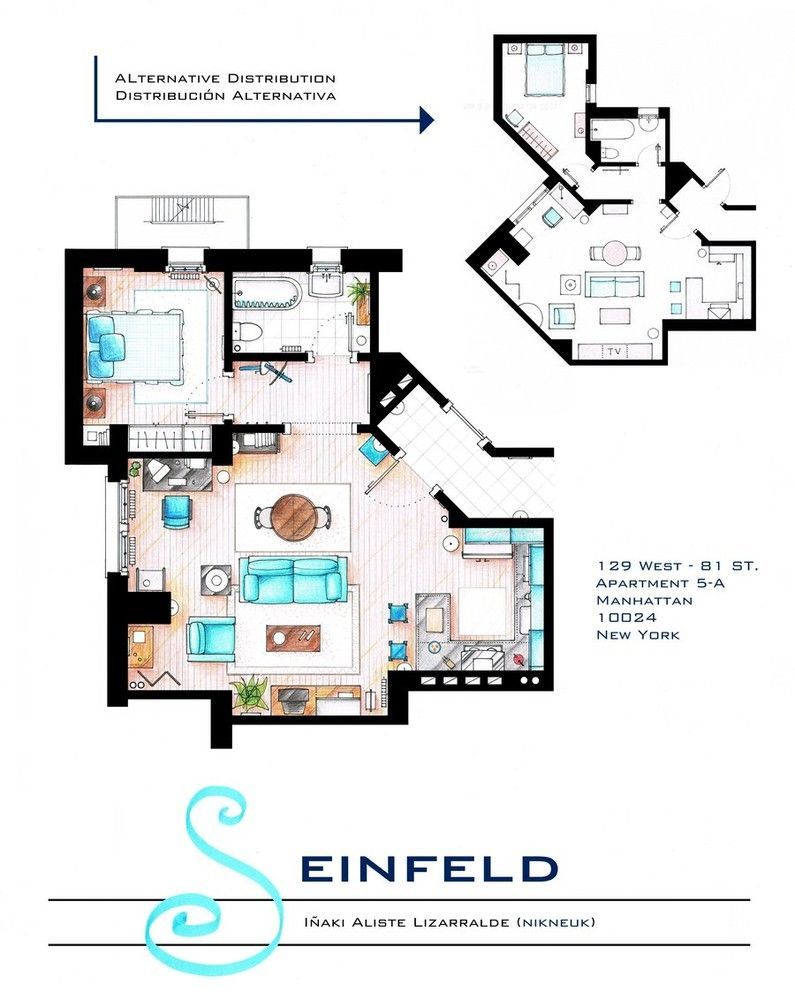 ALTERNATIVE DISTRIBUTION
DISTRIBUCIÓN ALTERNATIVA
TV
129 WEST - 81 ST.
APARTMENT 5-A
MANHATTAN
10024
NEW YORK
SEINFELD
IÑAKI ALISTE LIZARRALDE (NIKNEUK)